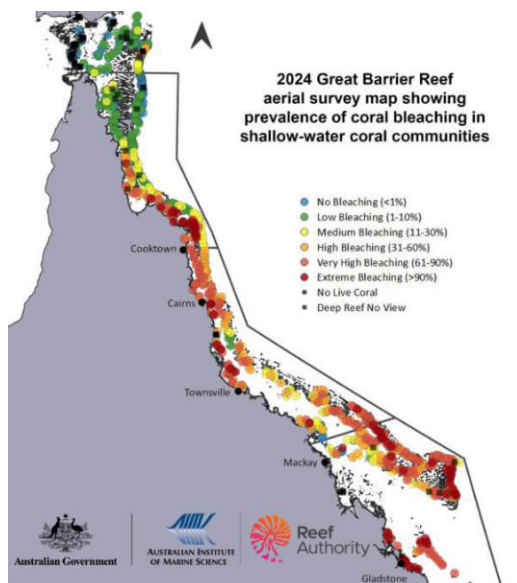 2024 Great Barrier Reef
aerial survey map showing
prevalence of coral bleaching in
shallow-water coral communities
No Bleaching (<1%)
Low Bleaching (1-10%)
Medium Bleaching (11-30%)
High Bleaching (31-60%)
Very High Bleaching (61-90%)
Extreme Bleaching (>90%)
No Live Coral
Deep Reef No View
Cooktown
Cairns
Townsville
Mackay
Gladstone
Australian Government
AIMS
AUSTRALIAN INSTITUTE
OF MARINE SCIENCE
Reef
Authority